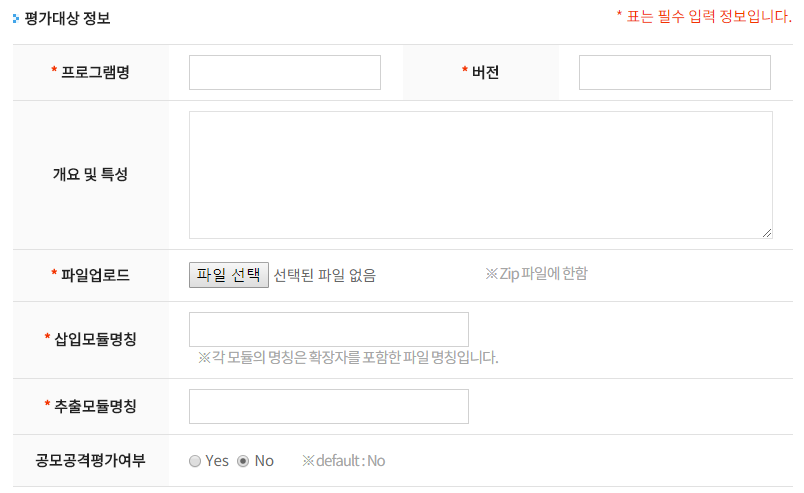 평가대상 정보
* 표는 필수 입력 정보입니다.
* 프로그램명
* 버전
개요 및 특성
* 파일업로드 파일 선택 선택된 파일 없음 ※Zip 파일에 한함
* 삽입모듈명칭
※각 모듈의 명칭은 확장자를 포함한 파일 명칭입니다.
* 추출모듈명칭
공모공격평가여부 Yes No ※default : No